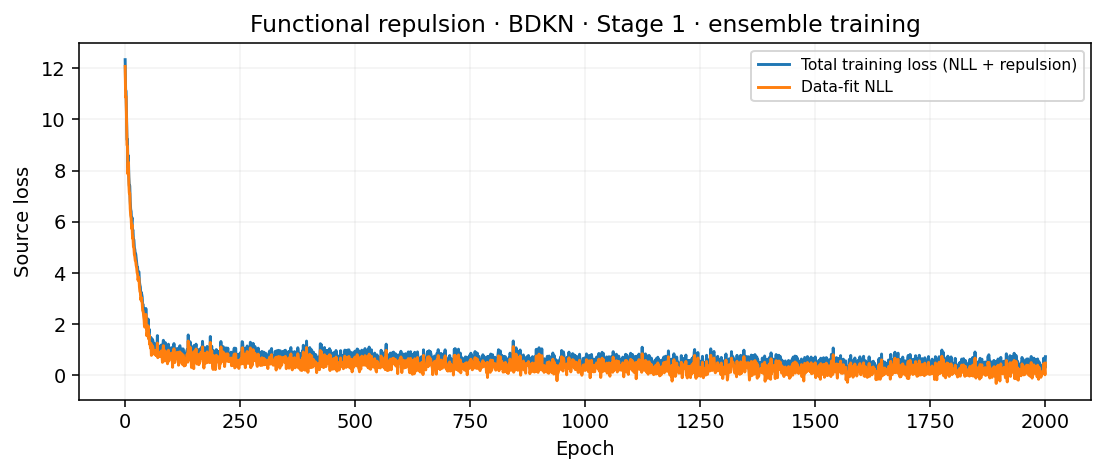 Functional repulsion · BDKN · Stage 1 · ensemble training
Total training loss (NLL + repulsion)
Data-fit NLL
Source loss
12
10
8
6
4
2
0
0 250 500 750 1000 1250 1500 1750 2000
Epoch